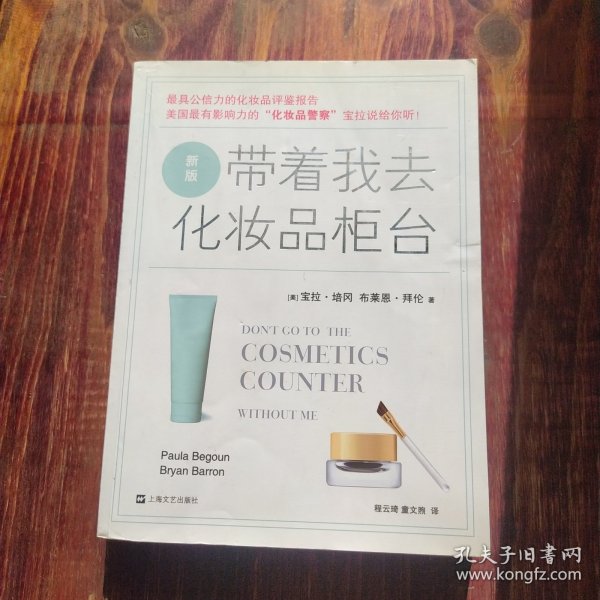 最具公信力的化妆品评鉴报告
美国最有影响力的“化妆品警察”宝拉说给你听！
新版
带着我去
化妆品柜台
[美] 宝拉·培冈 布莱恩·拜伦 著
DON'T GO TO THE
COSMETICS
COUNTER
WITHOUT ME
Paula Begoun
Bryan Barron
上海文艺出版社
程云琦 童文煦 译
孔夫子旧书网
www.kongfz.com